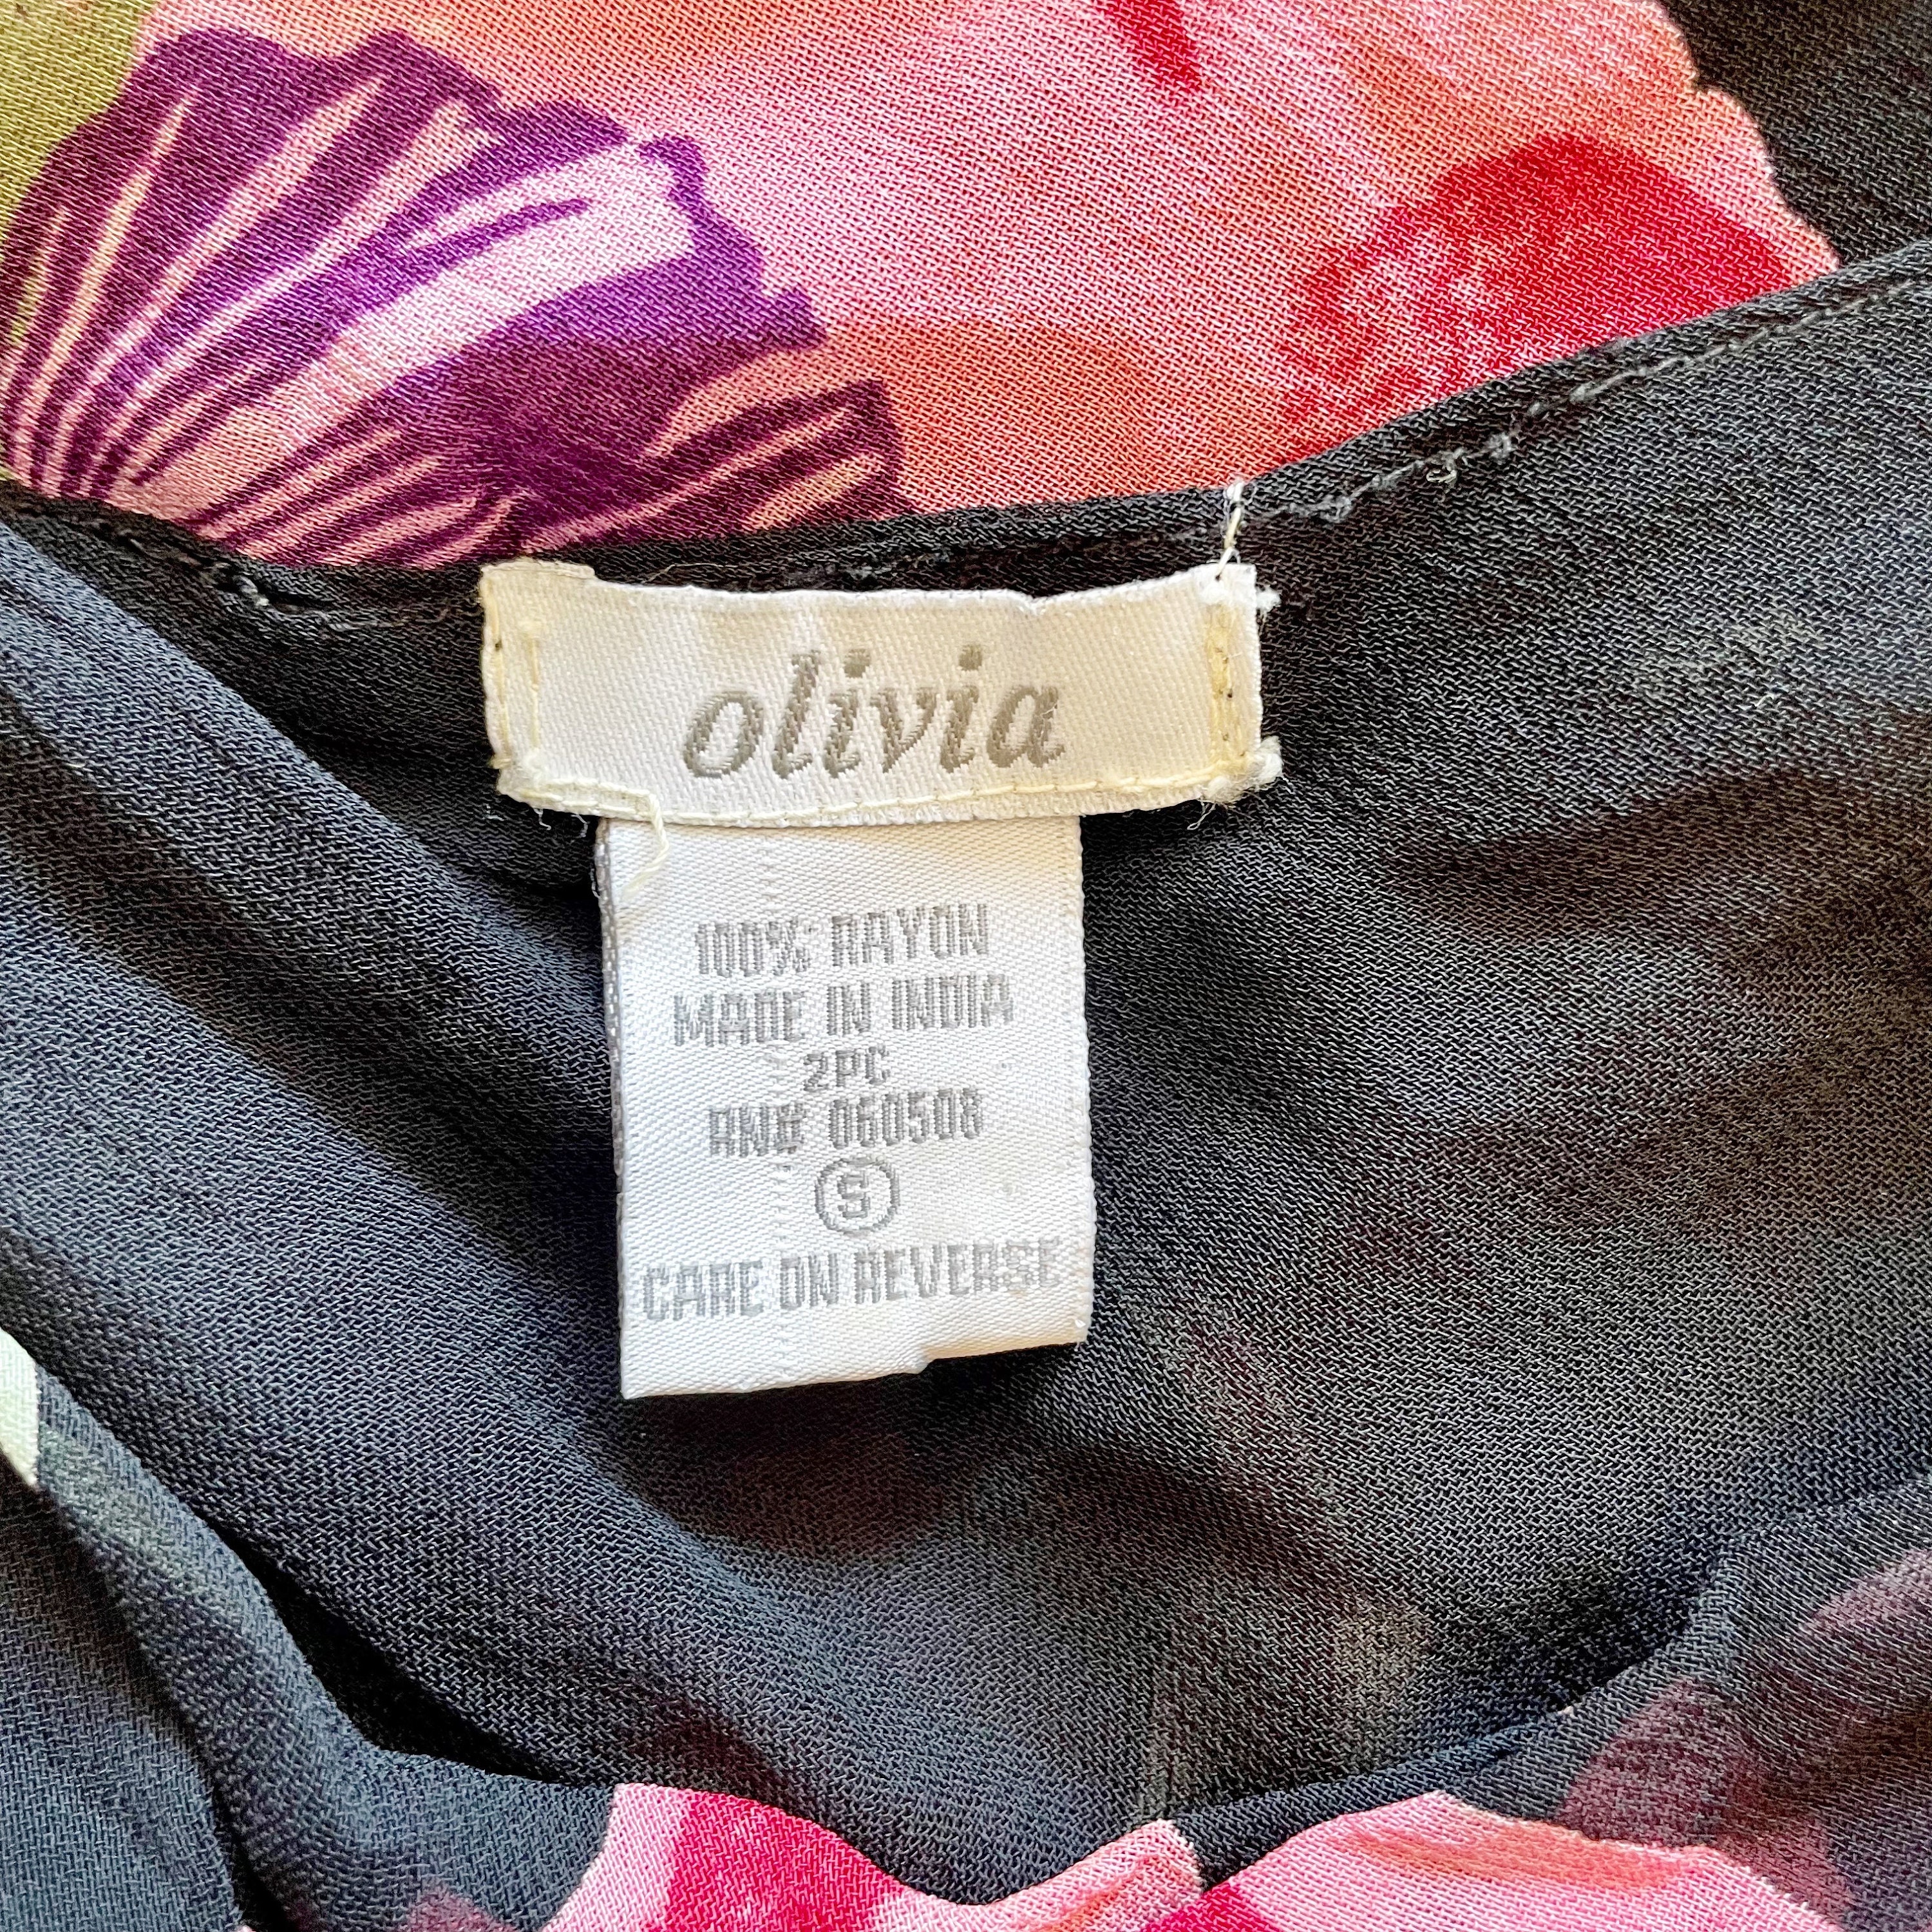 olivia
100% RAYON
MADE IN INDIA
2PC
RN# 060508
S
CARE ON REVERSE